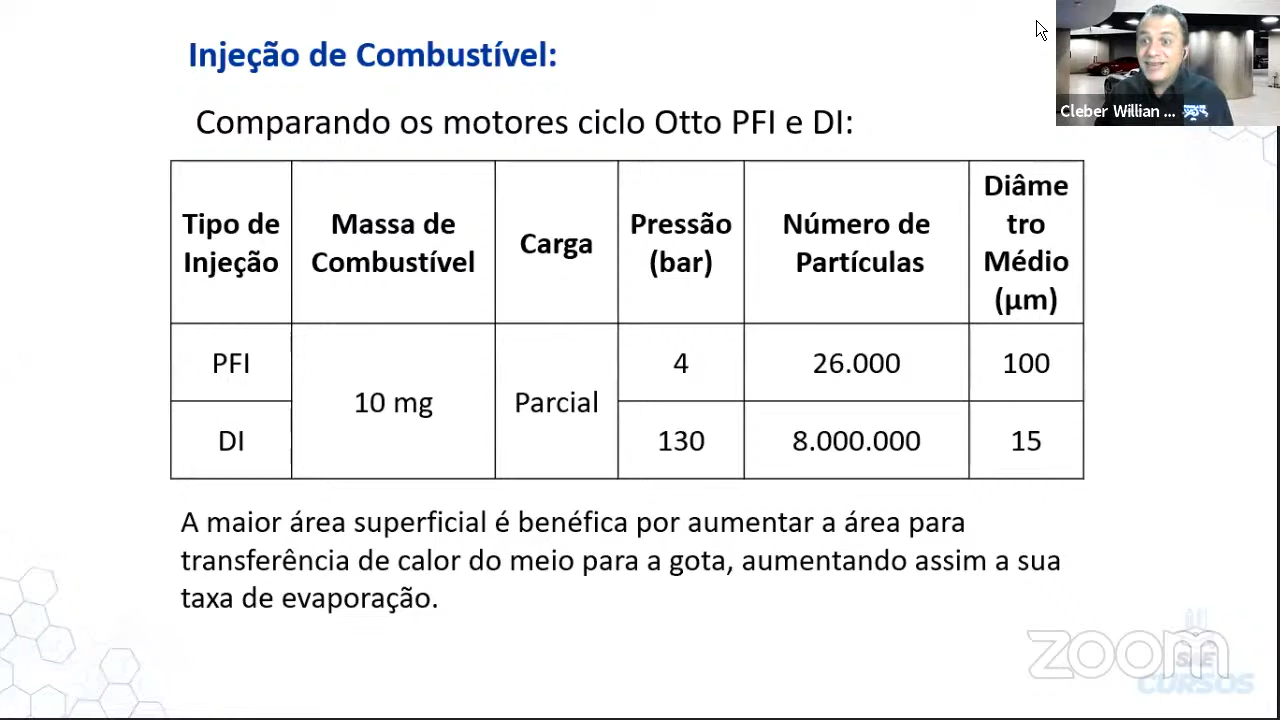 Injeção de Combustível:
Cleber Willian ...
Comparando os motores ciclo Otto PFI e DI:
Tipo de
Injeção
Massa de
Combustível
Carga
Pressão
(bar)
Número de
Partículas
Diâme
tro
Médio
(µm)
PFI
10 mg
Parcial
4
26.000
100
DI
130
8.000.000
15
A maior área superficial é benéfica por aumentar a área para
transferência de calor do meio para a gota, aumentando assim a sua
taxa de evaporação.
zoom
SAE
CURSOS